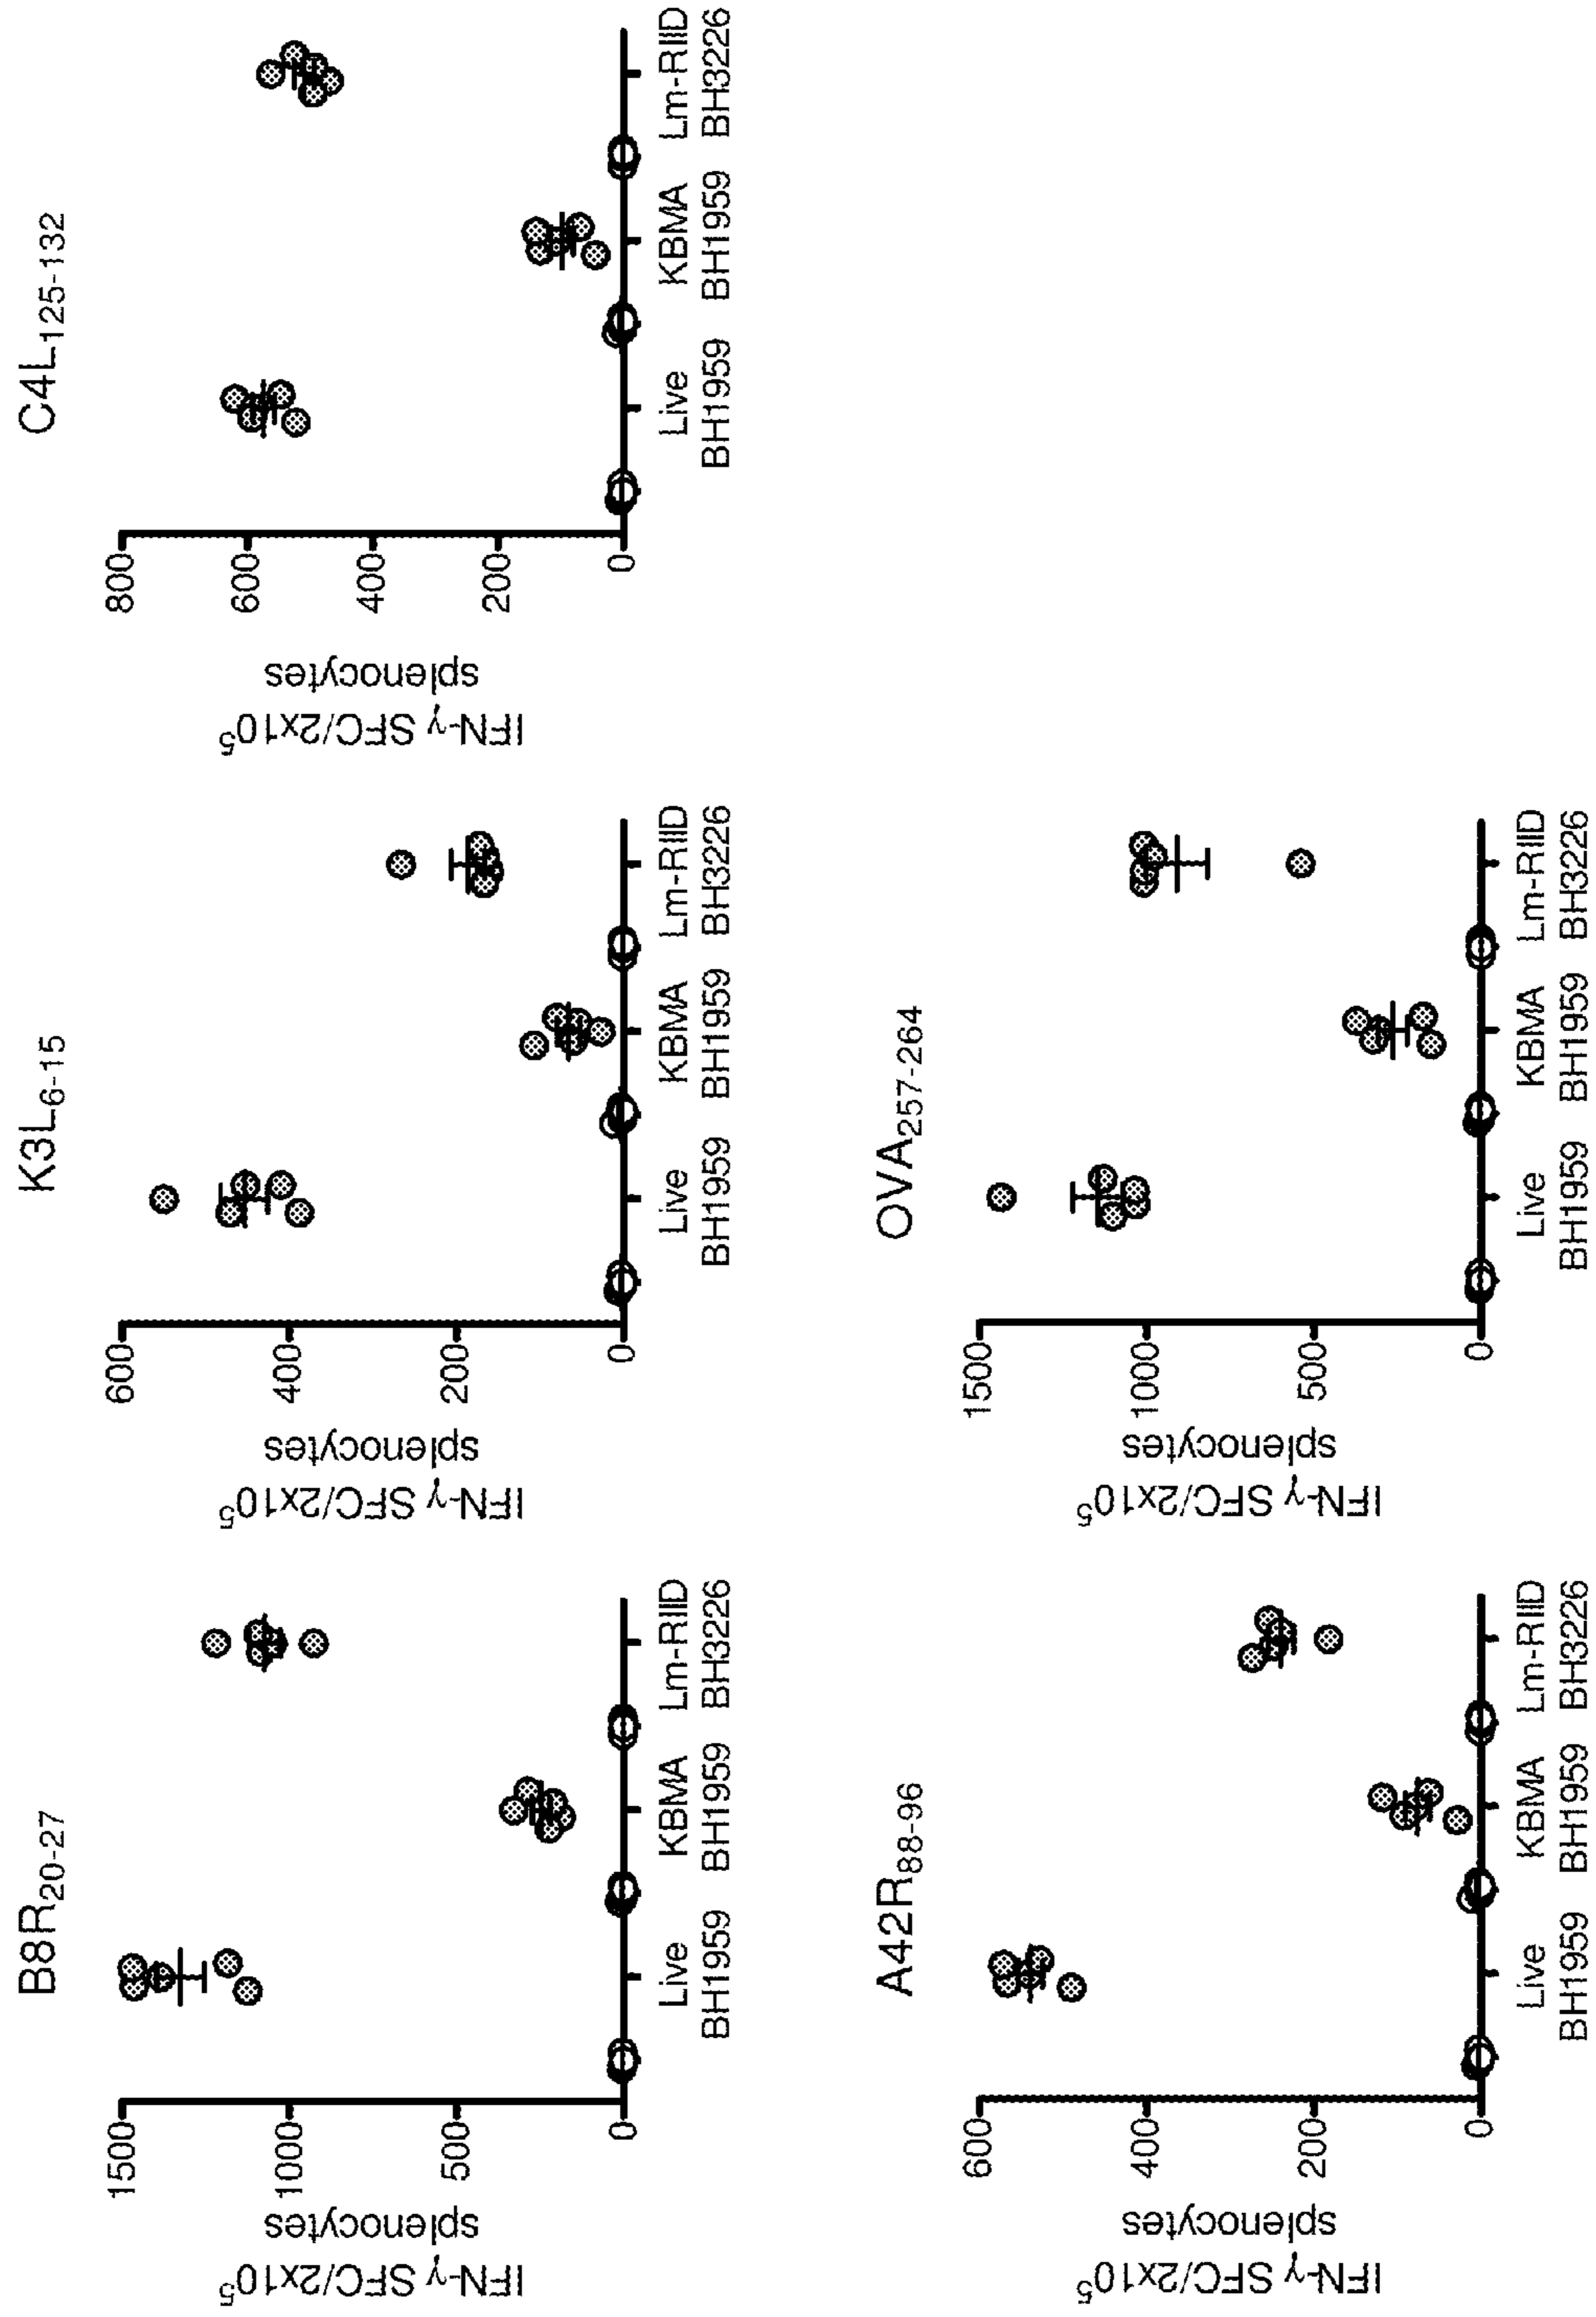 B8R20-27
IFN-γ SFC/2x10⁵
splenocytes
1500
1000
500
0
Live
BH1959
KBMA
BH1959
Lm-RIID
BH3226
K3L6-15
IFN-γ SFC/2x10⁵
splenocytes
600
400
200
0
Live
BH1959
KBMA
BH1959
Lm-RIID
BH3226
C4L125-132
IFN-γ SFC/2x10⁵
splenocytes
800
600
400
200
0
Live
BH1959
KBMA
BH1959
Lm-RIID
BH3226
A42R88-96
IFN-γ SFC/2x10⁵
splenocytes
600
400
200
0
Live
BH1959
KBMA
BH1959
Lm-RIID
BH3226
OVA257-264
IFN-γ SFC/2x10⁵
splenocytes
1500
1000
500
0
Live
BH1959
KBMA
BH1959
Lm-RIID
BH3226